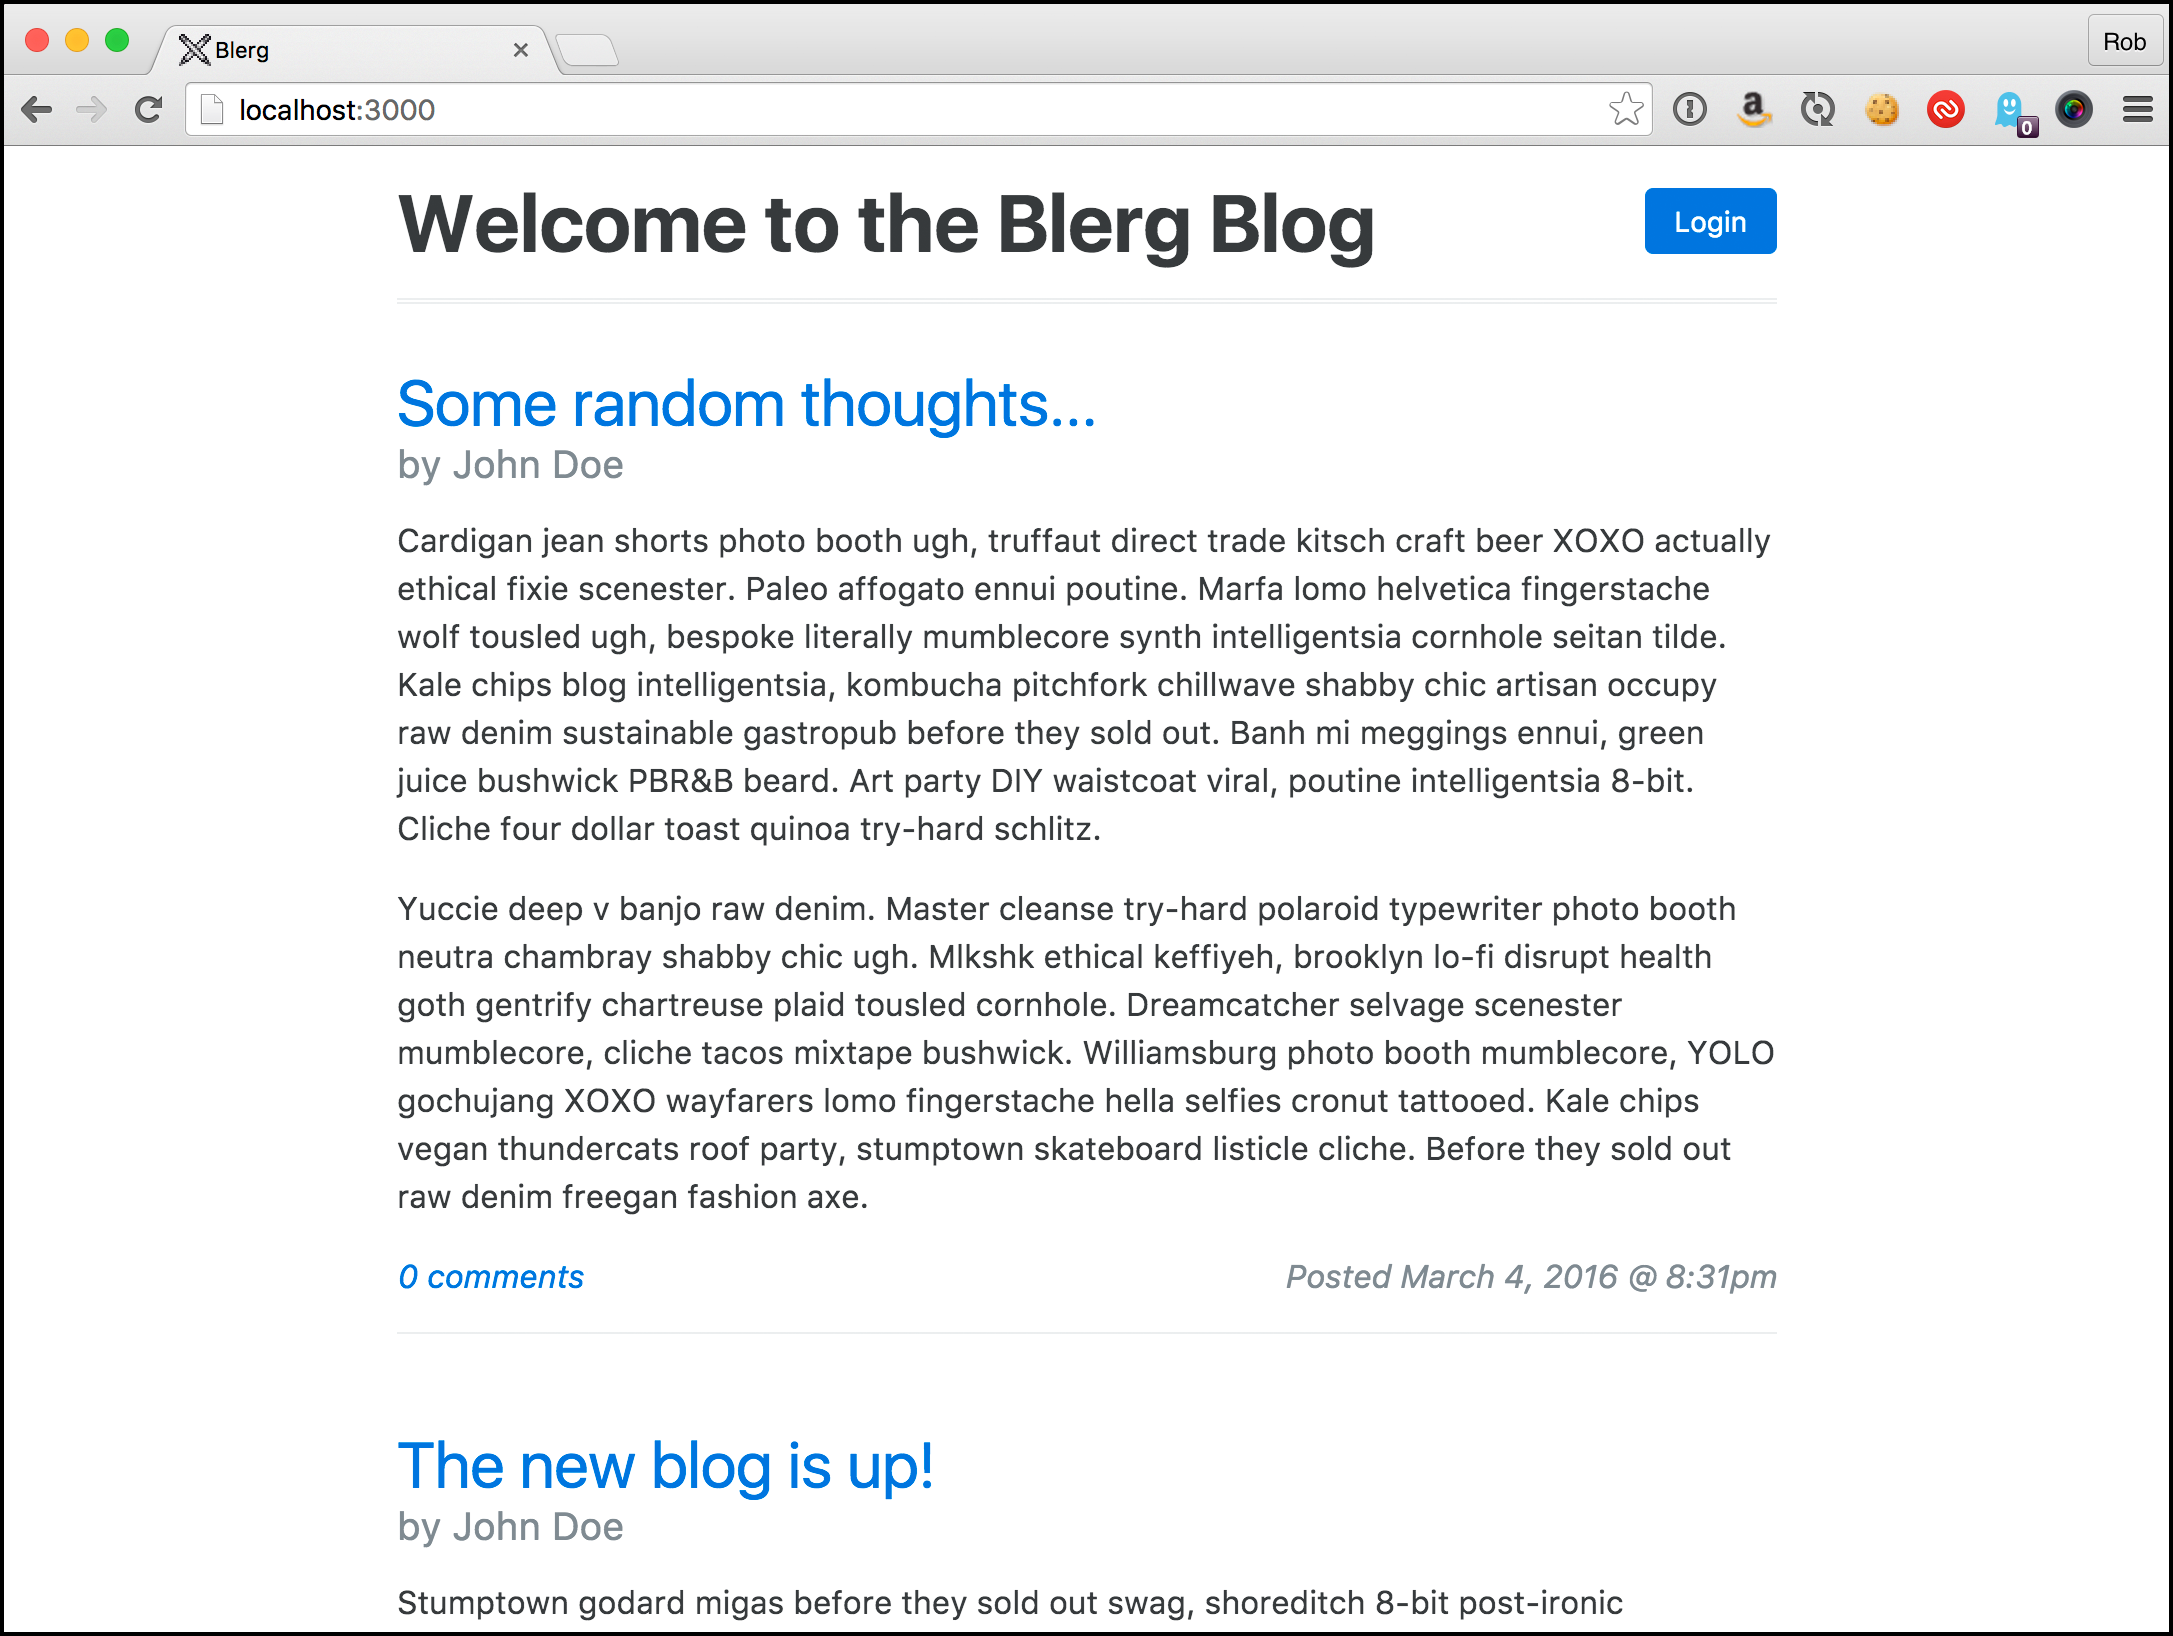 Blerg
Rob
localhost:3000
0
Welcome to the Blerg Blog
Login
Some random thoughts...
by John Doe
Cardigan jean shorts photo booth ugh, truffaut direct trade kitsch craft beer XOXO actually
ethical fixie scenester. Paleo affogato ennui poutine. Marfa lomo helvetica fingerstache
wolf tousled ugh, bespoke literally mumblecore synth intelligentsia cornhole seitan tilde.
Kale chips blog intelligentsia, kombucha pitchfork chillwave shabby chic artisan occupy
raw denim sustainable gastropub before they sold out. Banh mi meggings ennui, green
juice bushwick PBR&B beard. Art party DIY waistcoat viral, poutine intelligentsia 8-bit.
Cliche four dollar toast quinoa try-hard schlitz.
Yuccie deep v banjo raw denim. Master cleanse try-hard polaroid typewriter photo booth
neutra chambray shabby chic ugh. Mlkshk ethical keffiyeh, brooklyn lo-fi disrupt health
goth gentrify chartreuse plaid tousled cornhole. Dreamcatcher selvage scenester
mumblecore, cliche tacos mixtape bushwick. Williamsburg photo booth mumblecore, YOLO
gochujang XOXO wayfarers lomo fingerstache hella selfies cronut tattooed. Kale chips
vegan thundercats roof party, stumptown skateboard listicle cliche. Before they sold out
raw denim freegan fashion axe.
0 comments
Posted March 4, 2016 @ 8:31pm
The new blog is up!
by John Doe
Stumptown godard migas before they sold out swag, shoreditch 8-bit post-ironic